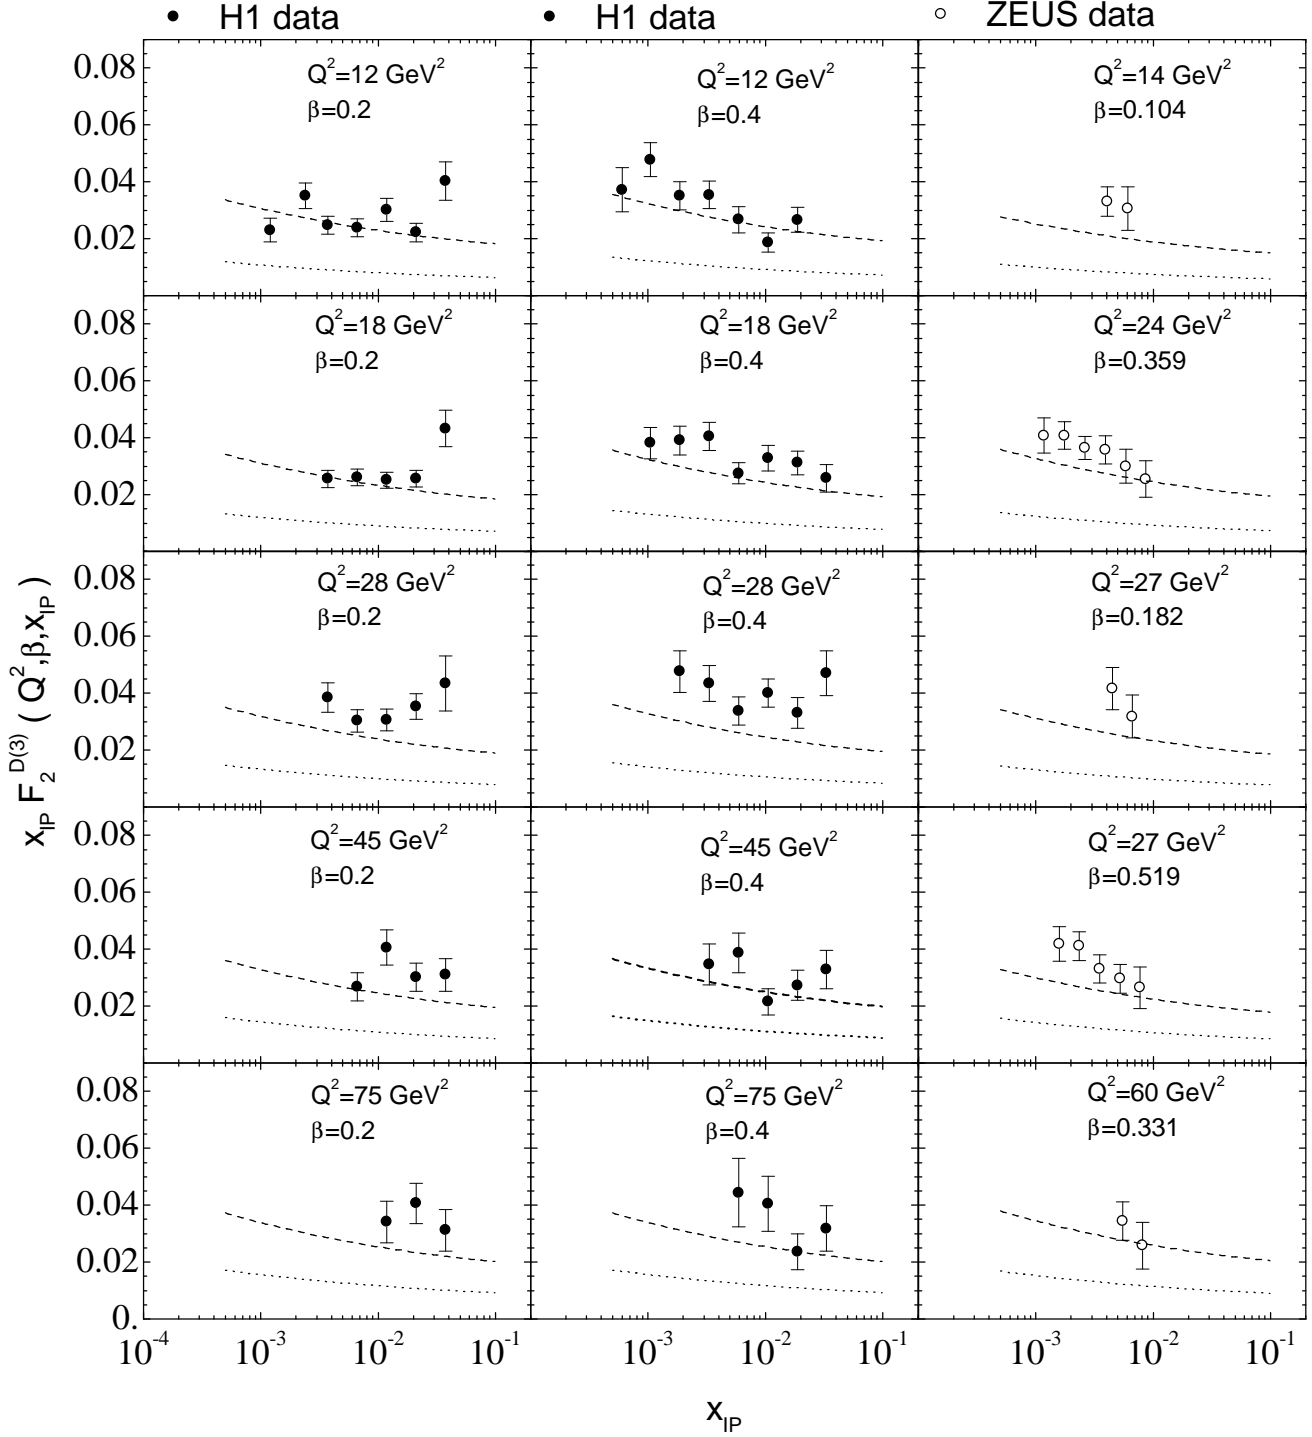 H1 data
H1 data
ZEUS data
0.08
0.06
0.04
0.02
Q²=12 GeV²
β=0.2
Q²=12 GeV²
β=0.4
Q²=14 GeV²
β=0.104
0.08
0.06
0.04
0.02
Q²=18 GeV²
β=0.2
Q²=18 GeV²
β=0.4
Q²=24 GeV²
β=0.359
0.08
0.06
0.04
0.02
Q²=28 GeV²
β=0.2
Q²=28 GeV²
β=0.4
Q²=27 GeV²
β=0.182
x_IP F_2^D(3) ( Q², β, x_IP )
0.08
0.06
0.04
0.02
Q²=45 GeV²
β=0.2
Q²=45 GeV²
β=0.4
Q²=27 GeV²
β=0.519
0.08
0.06
0.04
0.02
0.
Q²=75 GeV²
β=0.2
Q²=75 GeV²
β=0.4
Q²=60 GeV²
β=0.331
10⁻⁴ 10⁻³ 10⁻² 10⁻¹ 10⁻³ 10⁻² 10⁻¹ 10⁻³ 10⁻² 10⁻¹
x_IP